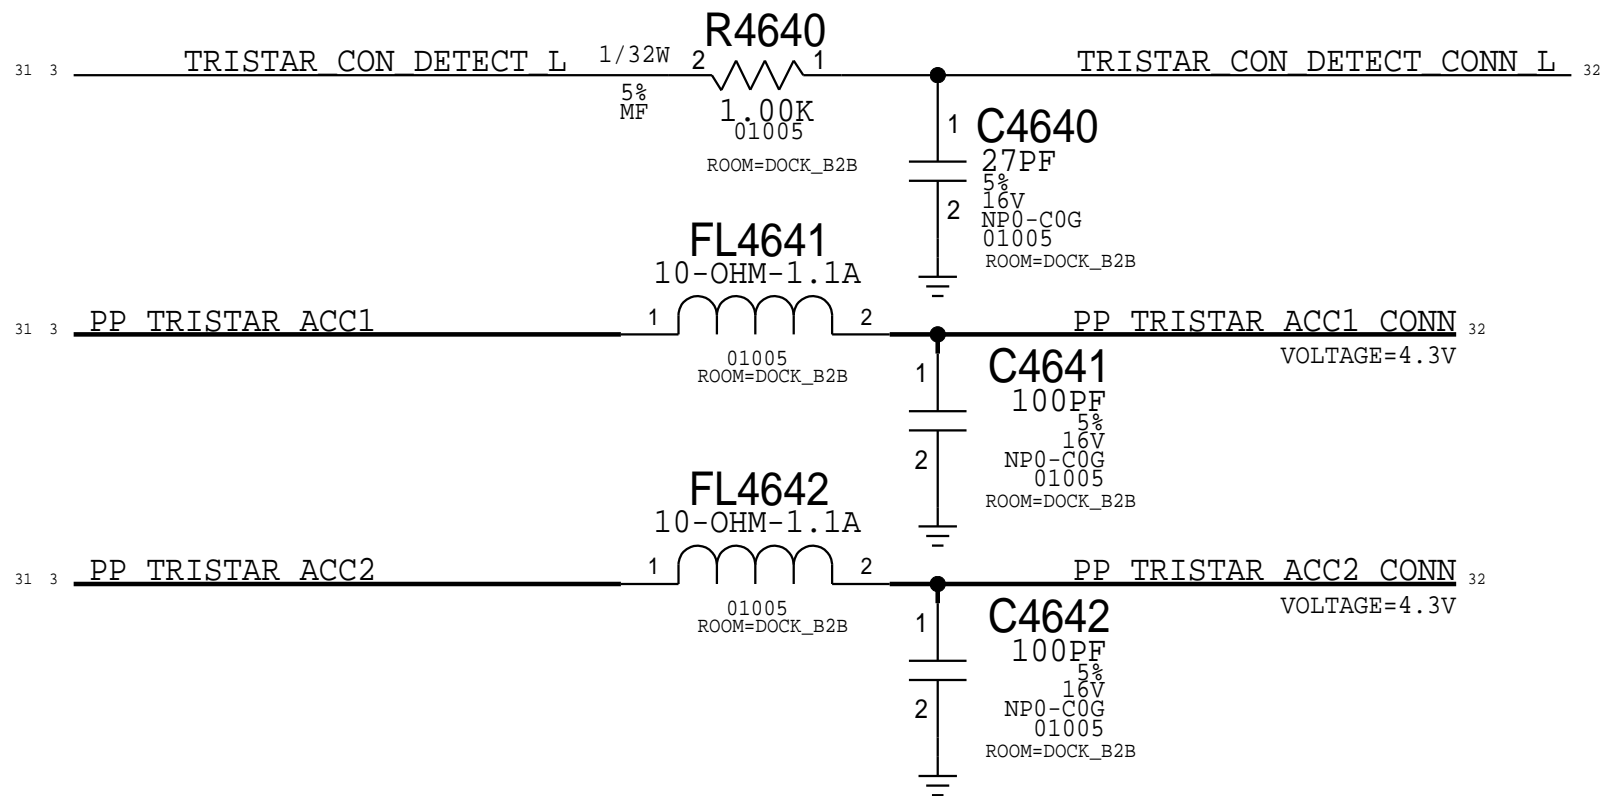 R4640
31 3 TRISTAR_CON_DETECT_L 1/32W 2 1 TRISTAR_CON_DETECT_CONN_L 32
5%
MF
1.00K
01005
ROOM=DOCK_B2B
1 C4640
27PF
5%
16V
2
NP0-C0G
01005
ROOM=DOCK_B2B
FL4641
10-OHM-1.1A
31 3 PP_TRISTAR_ACC1 1 2 PP_TRISTAR_ACC1_CONN 32
01005
ROOM=DOCK_B2B
VOLTAGE=4.3V
1 C4641
100PF
5%
16V
2 NP0-C0G
01005
ROOM=DOCK_B2B
FL4642
10-OHM-1.1A
31 3 PP_TRISTAR_ACC2 1 2 PP_TRISTAR_ACC2_CONN 32
01005
ROOM=DOCK_B2B
VOLTAGE=4.3V
1 C4642
100PF
5%
16V
2 NP0-C0G
01005
ROOM=DOCK_B2B